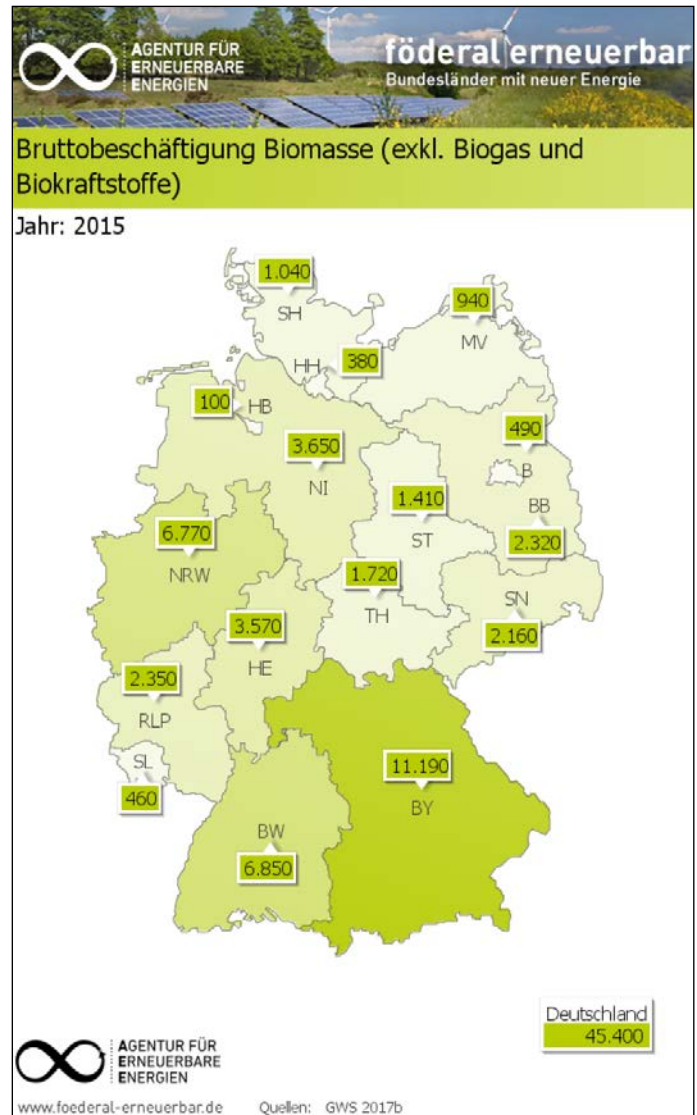 AGENTUR FÜR
ERNEUERBARE
ENERGIEN
föderal erneuerbar
Bundesländer mit neuer Energie
Bruttobeschäftigung Biomasse (exkl. Biogas und
Biokraftstoffe)
Jahr: 2015
1.040
SH
940
MV
HH
380
100
HB
490
B
3.650
NI
1.410
ST
BB
2.320
6.770
NRW
1.720
TH
SN
2.160
3.570
HE
2.350
RLP
SL
460
11.190
BY
BW
6.850
Deutschland
45.400
AGENTUR FÜR
ERNEUERBARE
ENERGIEN
www.foederal-erneuerbar.de Quellen: GWS 2017b